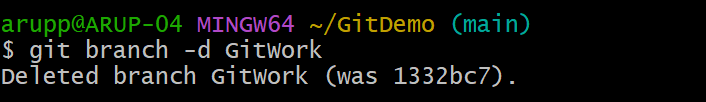 arupp@ARUP-04 MINGW64 ~/GitDemo (main)
$ git branch -d GitWork
Deleted branch GitWork (was 1332bc7).